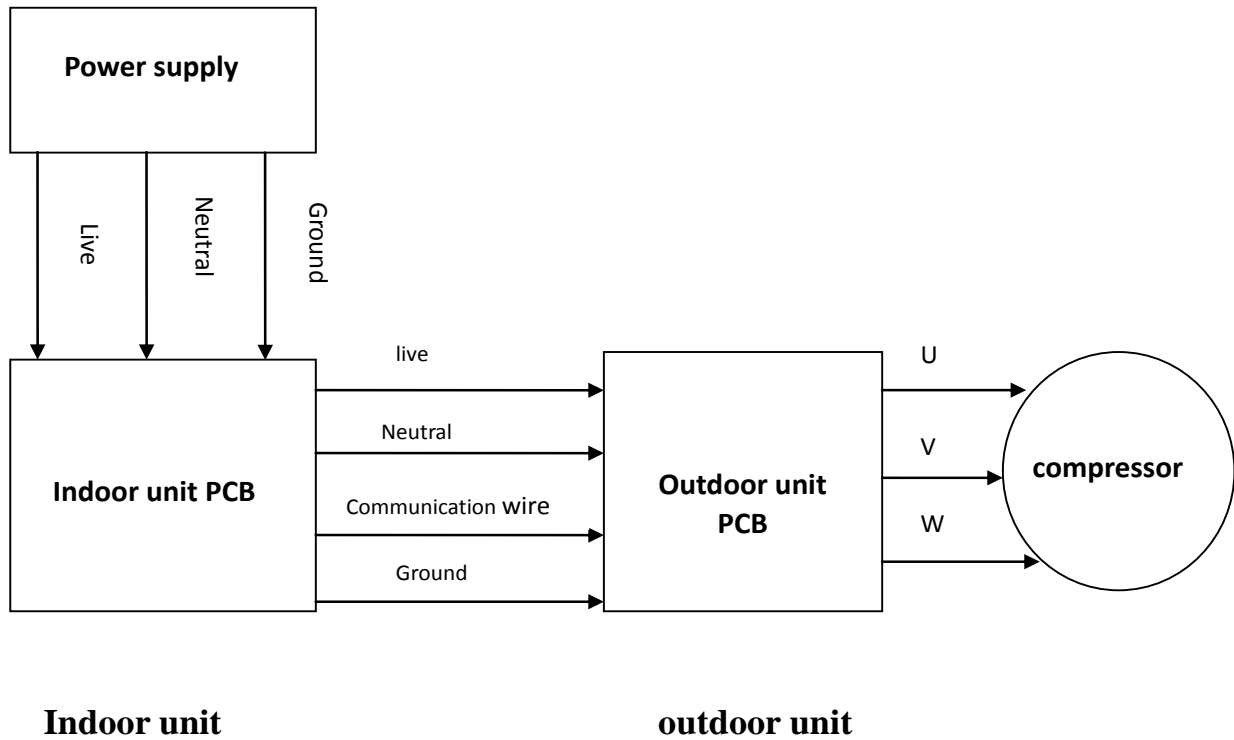 Power supply
Live
Neutral
Ground
live
Neutral
Communication wire
Ground
Indoor unit PCB
Outdoor unit
PCB
U
V
W
compressor
Indoor unit
outdoor unit